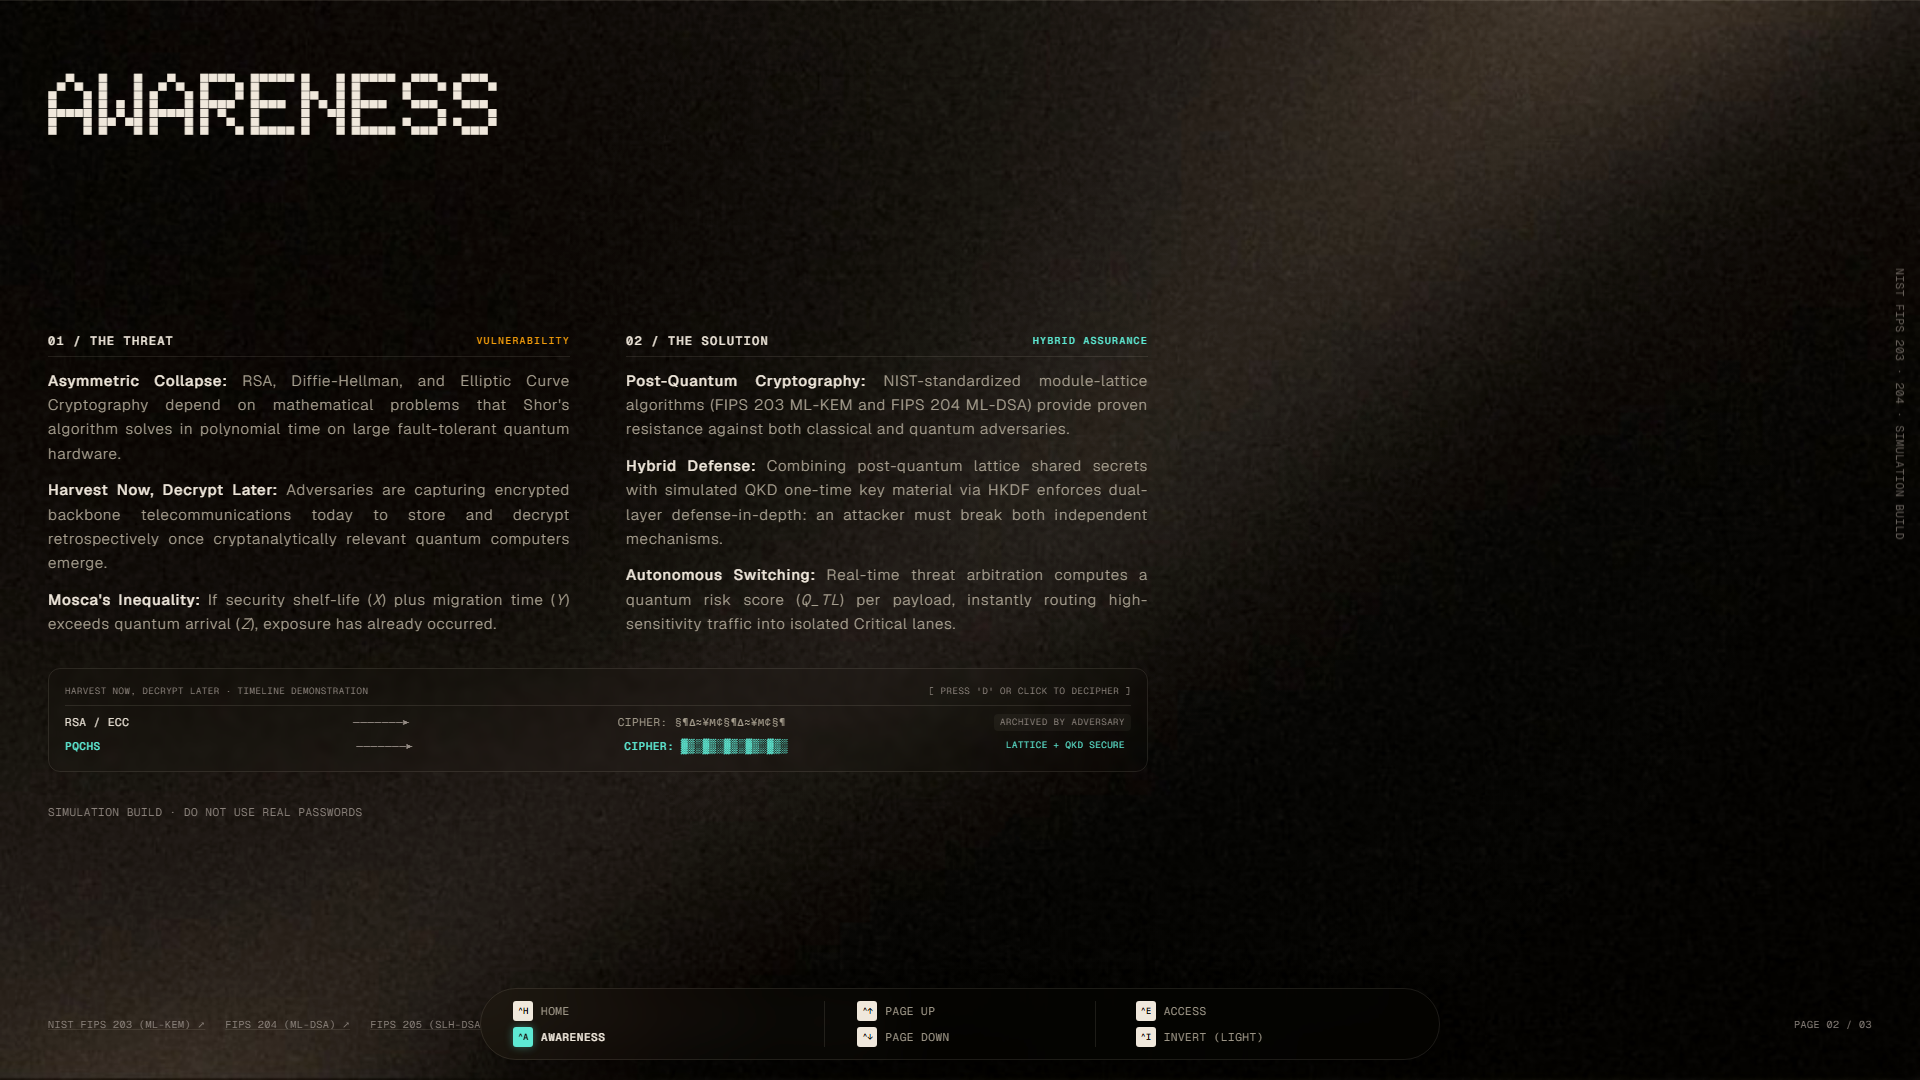 AWARENESS
01 / THE THREAT
VULNERABILITY
Asymmetric Collapse: RSA, Diffie-Hellman, and Elliptic Curve
Cryptography depend on mathematical problems that Shor's
algorithm solves in polynomial time on large fault-tolerant quantum
hardware.
Harvest Now, Decrypt Later: Adversaries are capturing encrypted
backbone telecommunications today to store and decrypt
retrospectively once cryptanalytically relevant quantum computers
emerge.
Mosca's Inequality: If security shelf-life (X) plus migration time (Y)
exceeds quantum arrival (Z), exposure has already occurred.
02 / THE SOLUTION
HYBRID ASSURANCE
Post-Quantum Cryptography: NIST-standardized module-lattice
algorithms (FIPS 203 ML-KEM and FIPS 204 ML-DSA) provide proven
resistance against both classical and quantum adversaries.
Hybrid Defense: Combining post-quantum lattice shared secrets
with simulated QKD one-time key material via HKDF enforces dual-
layer defense-in-depth: an attacker must break both independent
mechanisms.
Autonomous Switching: Real-time threat arbitration computes a
quantum risk score (Q_TL) per payload, instantly routing high-
sensitivity traffic into isolated Critical lanes.
HARVEST NOW, DECRYPT LATER · TIMELINE DEMONSTRATION
[ PRESS 'D' OR CLICK TO DECIPHER ]
RSA / ECC ———————► CIPHER: §¶∆≈¥M¢§¶∆≈¥M¢§¶ ARCHIVED BY ADVERSARY
PQCHS ———————► CIPHER: █▓▒░█▓▒░█▓▒░█▓▒░█▓▒ LATTICE + QKD SECURE
SIMULATION BUILD · DO NOT USE REAL PASSWORDS
NIST FIPS 203 · 204 · SIMULATION BUILD
NIST FIPS 203 (ML-KEM) ↗ FIPS 204 (ML-DSA) ↗ FIPS 205 (SLH-DSA
^H HOME
^A AWARENESS
^↑ PAGE UP
^↓ PAGE DOWN
^E ACCESS
^I INVERT (LIGHT)
PAGE 02 / 03